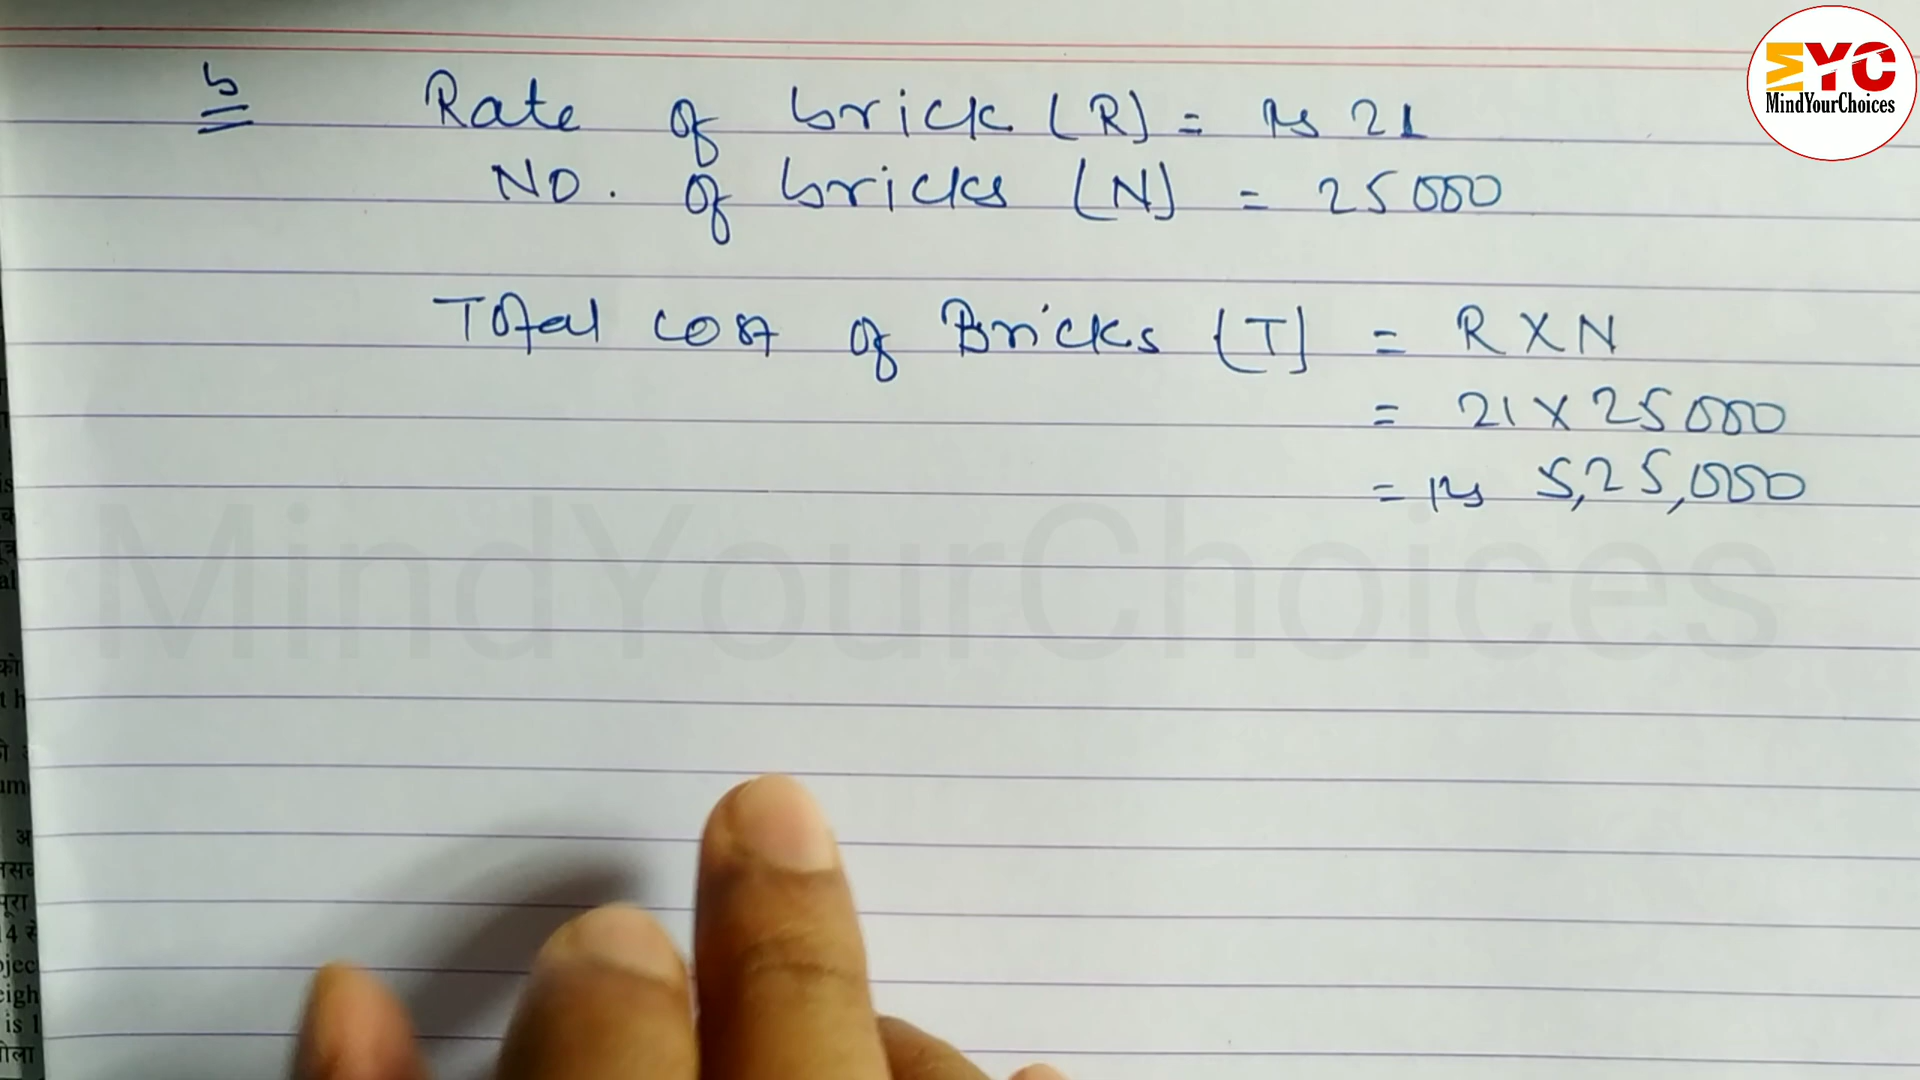 MYC
MindYourChoices
b
Rate of brick (R) = Rs 21
No. of bricks (N) = 25000
Total cost of Bricks (T) = R X N
= 21 X 25000
= Rs 5,25,000
MindYourChoices